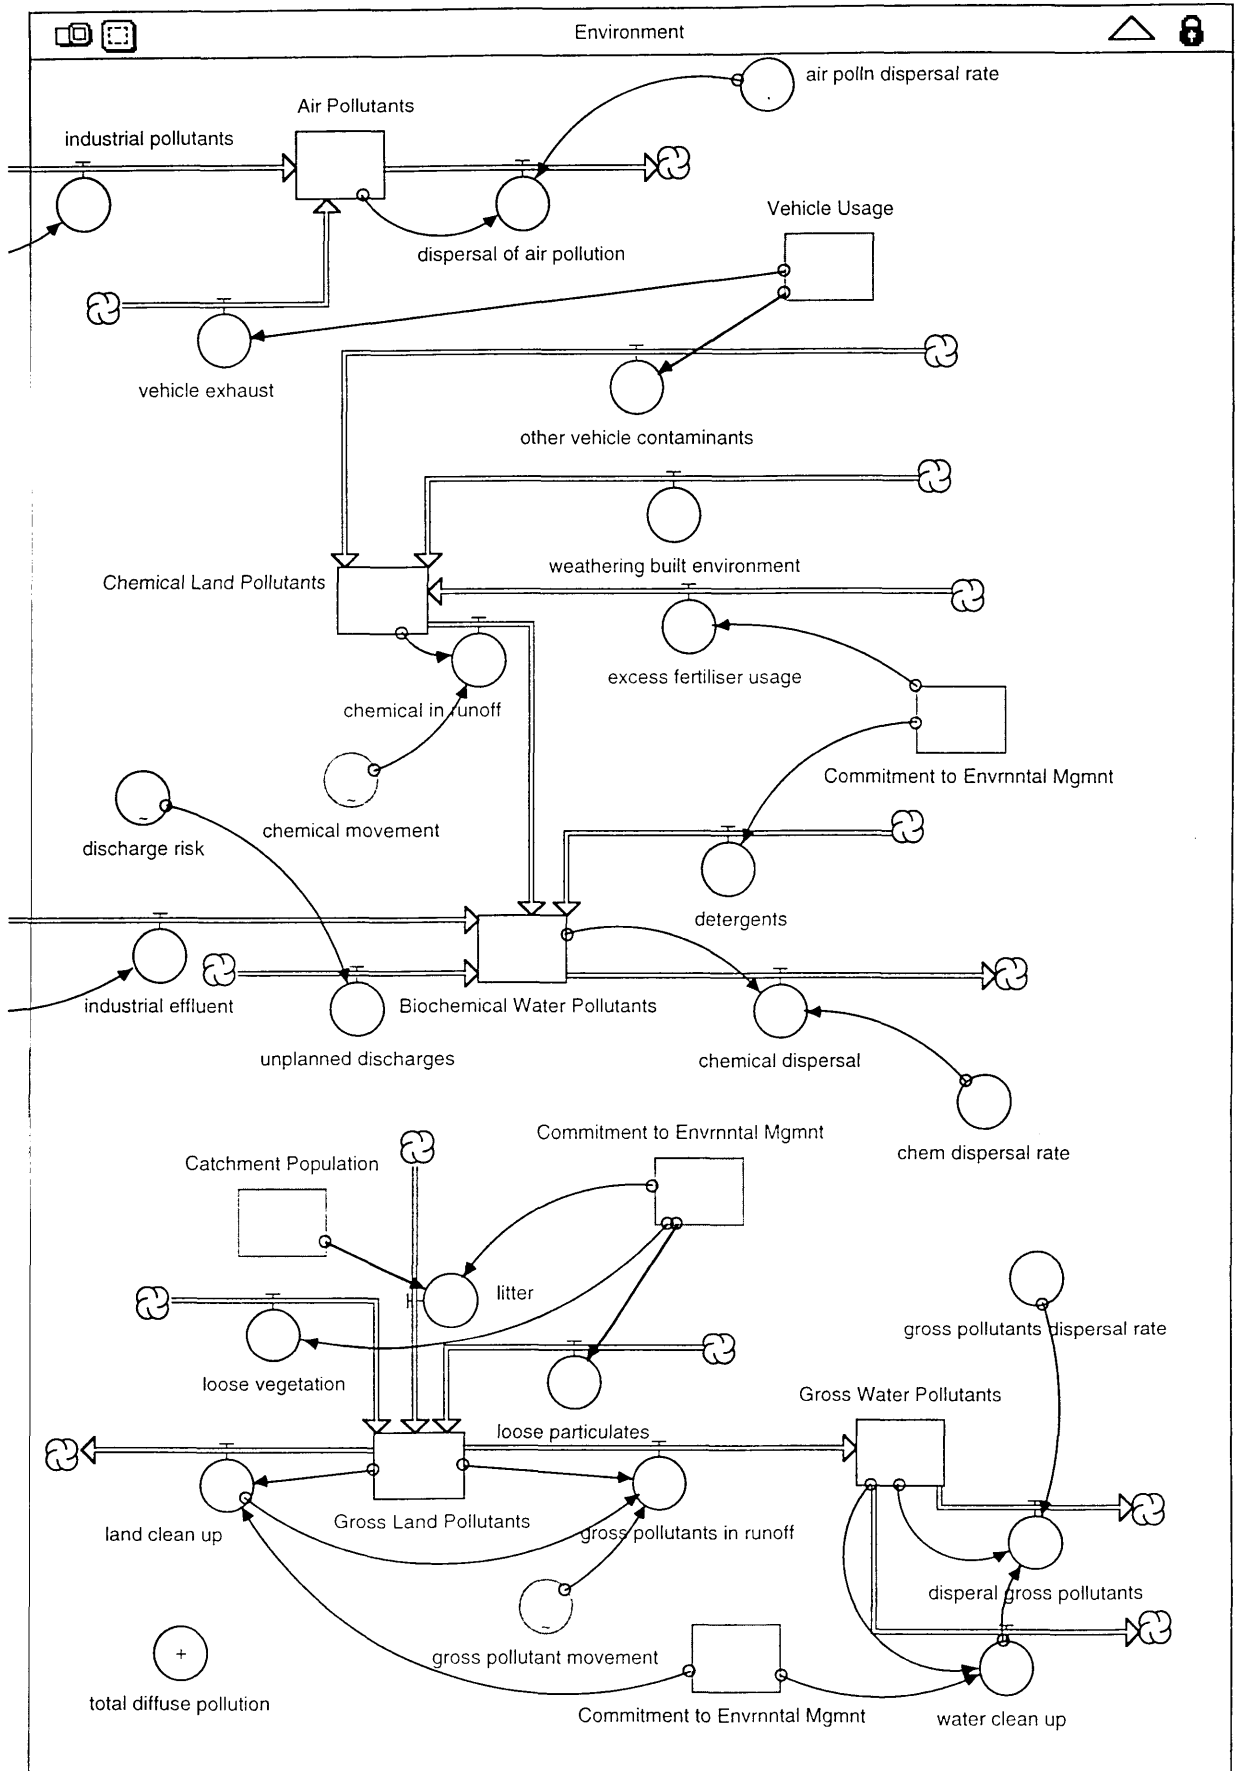 Environment
air polln dispersal rate
Air Pollutants
industrial pollutants
Vehicle Usage
dispersal of air pollution
vehicle exhaust
other vehicle contaminants
weathering built environment
Chemical Land Pollutants
excess fertiliser usage
chemical in runoff
Commitment to Envrnntal Mgmnt
chemical movement
discharge risk
detergents
industrial effluent
Biochemical Water Pollutants
unplanned discharges
chemical dispersal
Commitment to Envrnntal Mgmnt
chem dispersal rate
Catchment Population
litter
gross pollutants dispersal rate
loose vegetation
Gross Water Pollutants
loose particulates
Gross Land Pollutants
land clean up
gross pollutants in runoff
disperal gross pollutants
gross pollutant movement
+
total diffuse pollution
Commitment to Envrnntal Mgmnt
water clean up